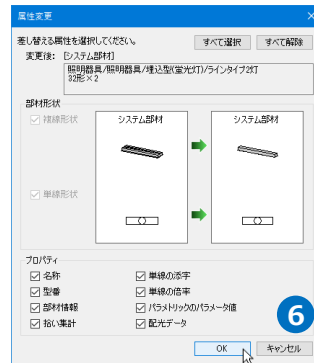 属性変更
差し替える属性を選択してください。 すべて選択 すべて解除
変更後: [システム部材]
照明器具/照明器具/埋込型(蛍光灯)/ラインタイプ2灯
32形×2
部材形状
複線形状
システム部材 システム部材
単線形状
プロパティ
名称 単線の添字
型番 単線の倍率
部材情報 パラメトリックのパラメータ値
拾い集計 配光データ
6
OK キャンセル